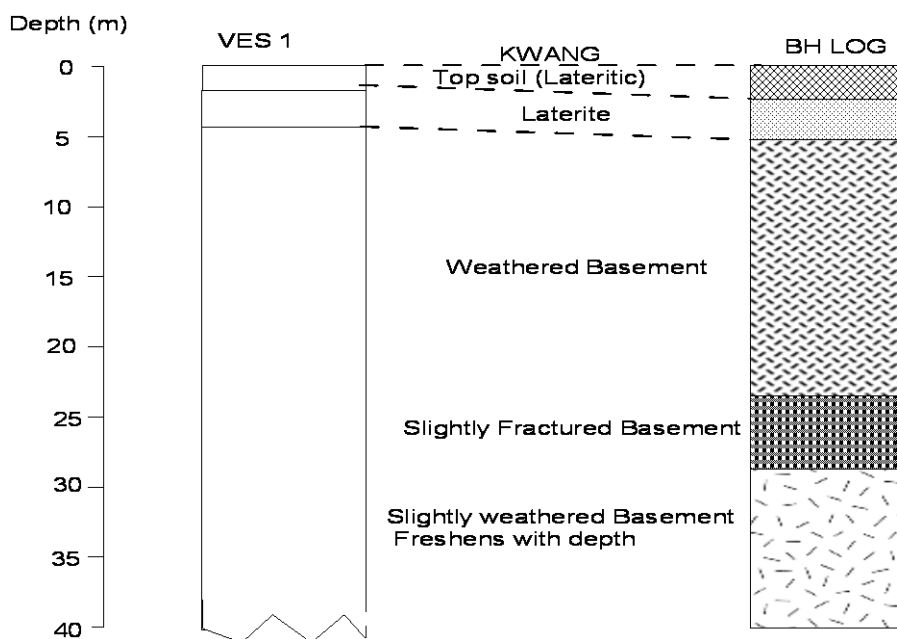 Depth (m)
VES 1
KWANG
BH LOG
0
Top soil (Lateritic)
Laterite
5
10
Weathered Basement
15
20
25
Slightly Fractured Basement
30
Slightly weathered Basement
Freshens with depth
35
40